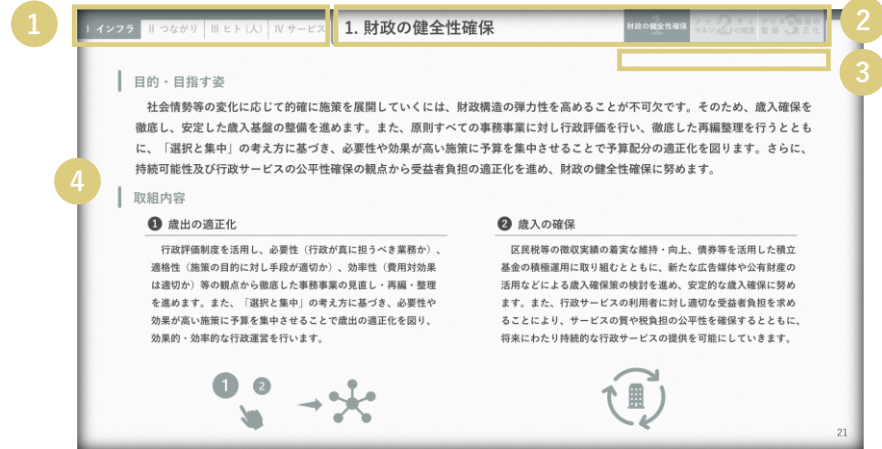 1
Ⅰ インフラ Ⅱ つながり Ⅲ ヒト(人) Ⅳ サービス
1. 財政の健全性確保
財政の健全性確保
1
2
3
2
3
目的・目指す姿
社会情勢等の変化に応じて的確に施策を展開していくには、財政構造の弾力性を高めることが不可欠です。そのため、歳入確保を
徹底し、安定した歳入基盤の整備を進めます。また、原則すべての事務事業に対し行政評価を行い、徹底した再編整理を行うととも
に、「選択と集中」の考え方に基づき、必要性や効果が高い施策に予算を集中させることで予算配分の適正化を図ります。さらに、
持続可能性及び行政サービスの公平性確保の観点から受益者負担の適正化を進め、財政の健全性確保に努めます。
4
取組内容
1 歳出の適正化
行政評価制度を活用し、必要性（行政が真に担うべき業務か）、
適格性（施策の目的に対し手段が適切か）、効率性（費用対効果
は適切か）等の観点から徹底した事務事業の見直し・再編・整理
を進めます。また、「選択と集中」の考え方に基づき、必要性や
効果が高い施策に予算を集中させることで歳出の適正化を図り、
効果的・効率的な行政運営を行います。
1 2
2 歳入の確保
区民税等の徴収実績の着実な維持・向上、債券等を活用した積立
基金の積極運用に取り組むとともに、新たな広告媒体や公有財産の
活用などによる歳入確保策の検討を進め、安定的な歳入確保に努め
ます。また、行政サービスの利用者に対し適切な受益者負担を求め
ることにより、サービスの質や税負担の公平性を確保するとともに、
将来にわたり持続的な行政サービスの提供を可能にしていきます。
21